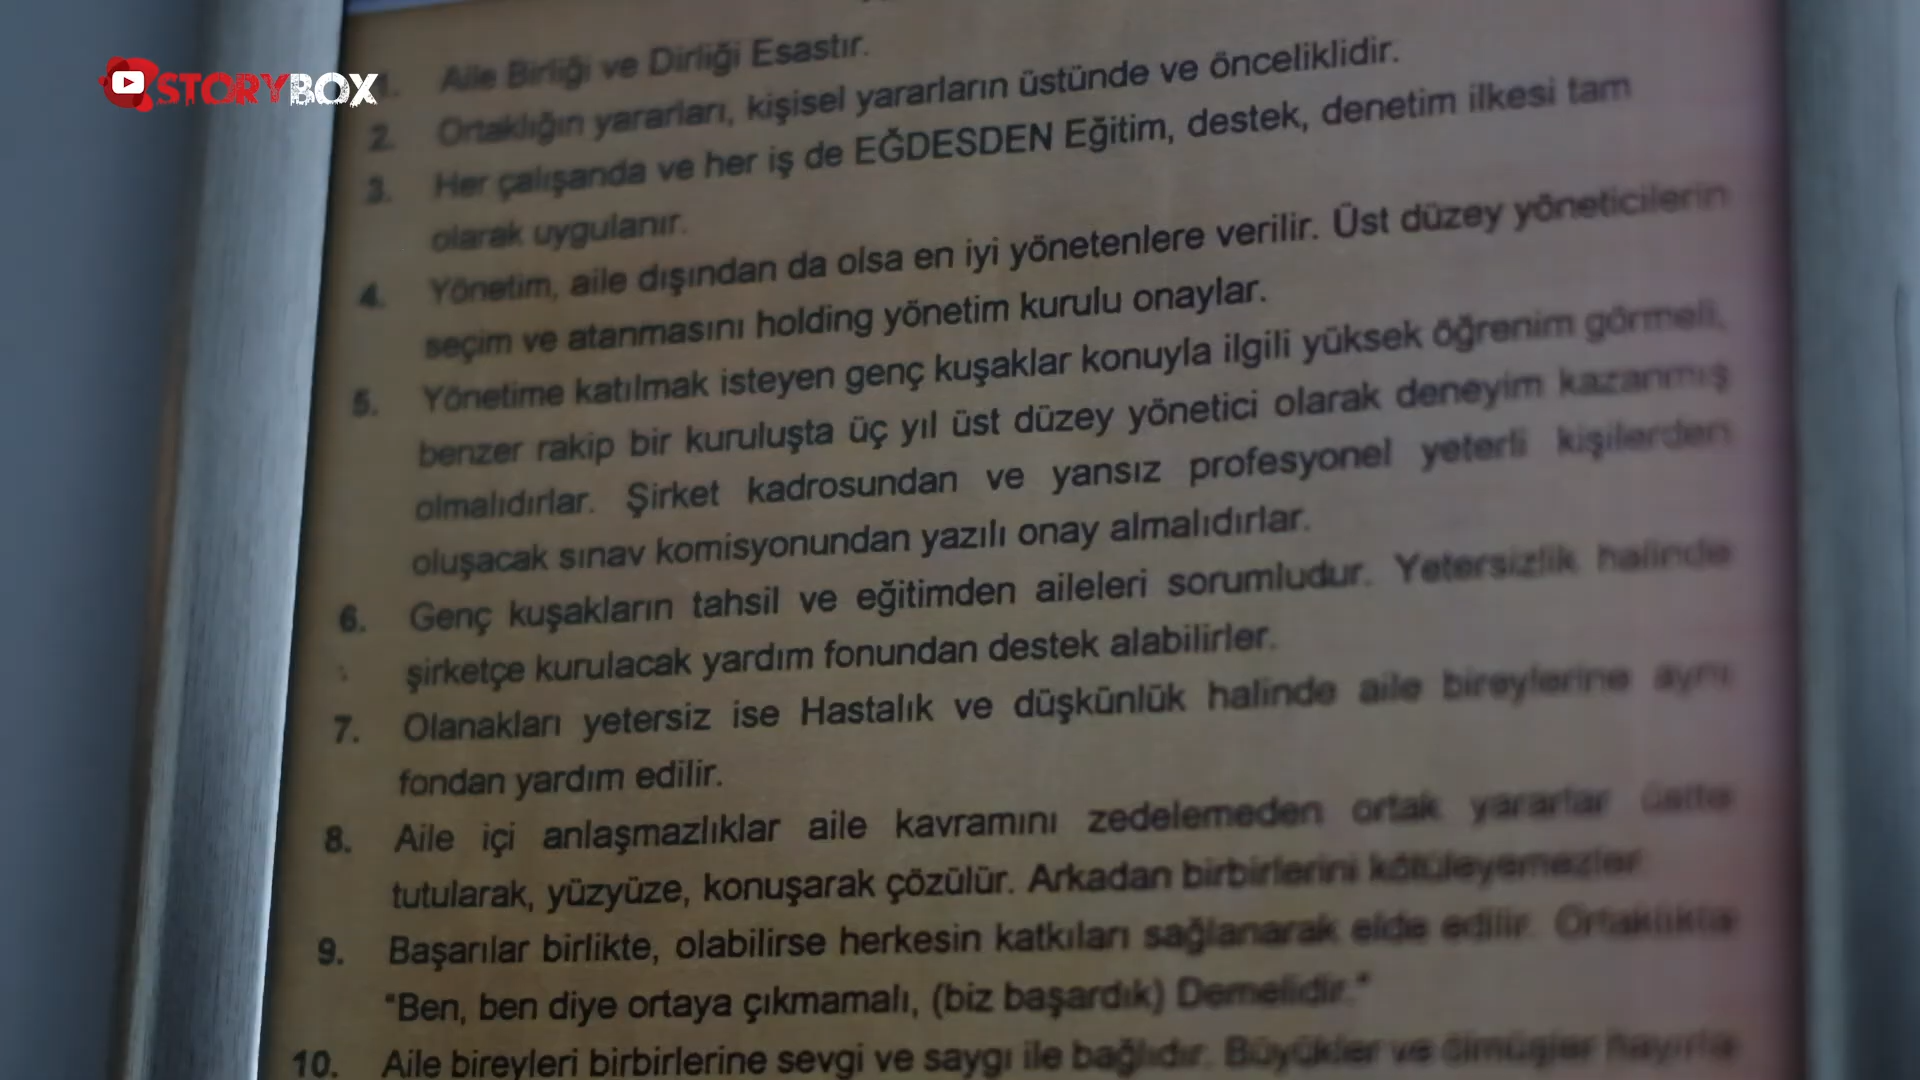 STORYBOX
1. Aile Birliği ve Dirliği Esastır.
2. Ortaklığın yararları, kişisel yararların üstünde ve önceliklidir.
3. Her çalışanda ve her iş de EĞDESDEN Eğitim, destek, denetim ilkesi tam
olarak uygulanır.
4. Yönetim, aile dışından da olsa en iyi yönetenlere verilir. Üst düzey yöneticilerin
seçim ve atanmasını holding yönetim kurulu onaylar.
5. Yönetime katılmak isteyen genç kuşaklar konuyla ilgili yüksek öğrenim görmeli,
benzer rakip bir kuruluşta üç yıl üst düzey yönetici olarak deneyim kazanmış
olmalıdırlar. Şirket kadrosundan ve yansız profesyonel yeterli kişilerden
oluşacak sınav komisyonundan yazılı onay almalıdırlar.
6. Genç kuşakların tahsil ve eğitimden aileleri sorumludur. Yetersizlik halinde
şirketçe kurulacak yardım fonundan destek alabilirler.
7. Olanakları yetersiz ise Hastalık ve düşkünlük halinde aile bireylerine aynı
fondan yardım edilir.
8. Aile içi anlaşmazlıklar aile kavramını zedelemeden ortak yararlar üstte
tutularak, yüzyüze, konuşarak çözülür. Arkadan birbirlerini kötüleyemezler.
9. Başarılar birlikte, olabilirse herkesin katkıları sağlanarak elde edilir. Ortaklıkta
"Ben, ben diye ortaya çıkmamalı, (biz başardık) Demelidir."
10. Aile bireyleri birbirlerine sevgi ve saygı ile bağlıdır. Büyükler ve ölmüşler hayırla